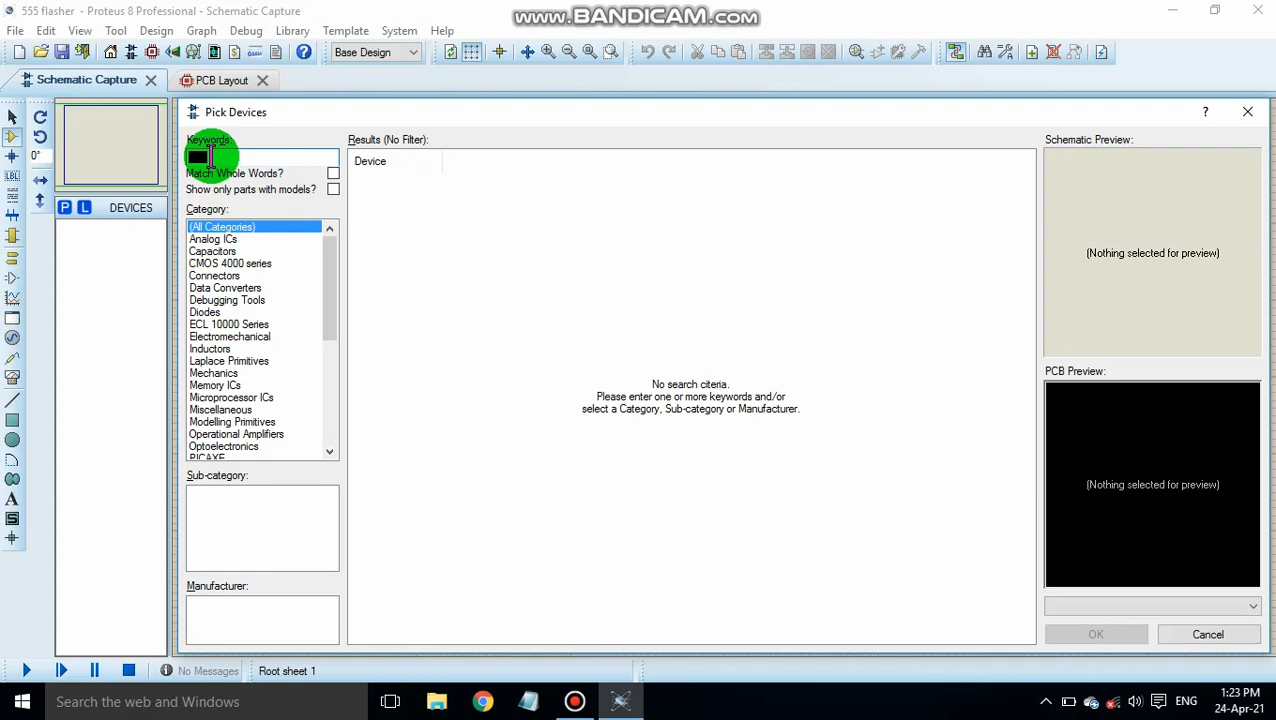 555 flasher - Proteus 8 Professional - Schematic Capture
www.BANDICAM.com
File Edit View Tool Design Graph Debug Library Template System Help
Base Design
Schematic Capture
PCB Layout
Pick Devices
?
Keywords:
Match Whole Words?
Show only parts with models?
Category:
(All Categories)
Analog ICs
Capacitors
CMOS 4000 series
Connectors
Data Converters
Debugging Tools
Diodes
ECL 10000 Series
Electromechanical
Inductors
Laplace Primitives
Mechanics
Memory ICs
Microprocessor ICs
Miscellaneous
Modelling Primitives
Operational Amplifiers
Optoelectronics
PICAXE
Sub-category:
Manufacturer:
Results (No Filter):
Device
No search citeria.
Please enter one or more keywords and/or
select a Category, Sub-category or Manufacturer.
Schematic Preview:
(Nothing selected for preview)
PCB Preview:
(Nothing selected for preview)
OK Cancel
0°
P L DEVICES
LBL
A
No Messages
Root sheet 1
Search the web and Windows
ENG
1:23 PM
24-Apr-21